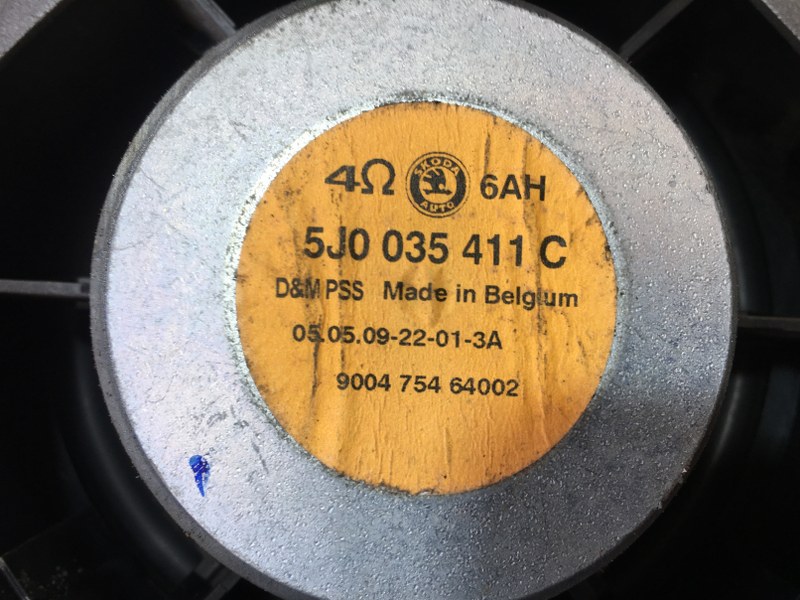 4Ω SKODA AUTO 6AH
5J0 035 411 C
D&M PSS Made in Belgium
05.05.09-22-01-3A
9004 754 64002